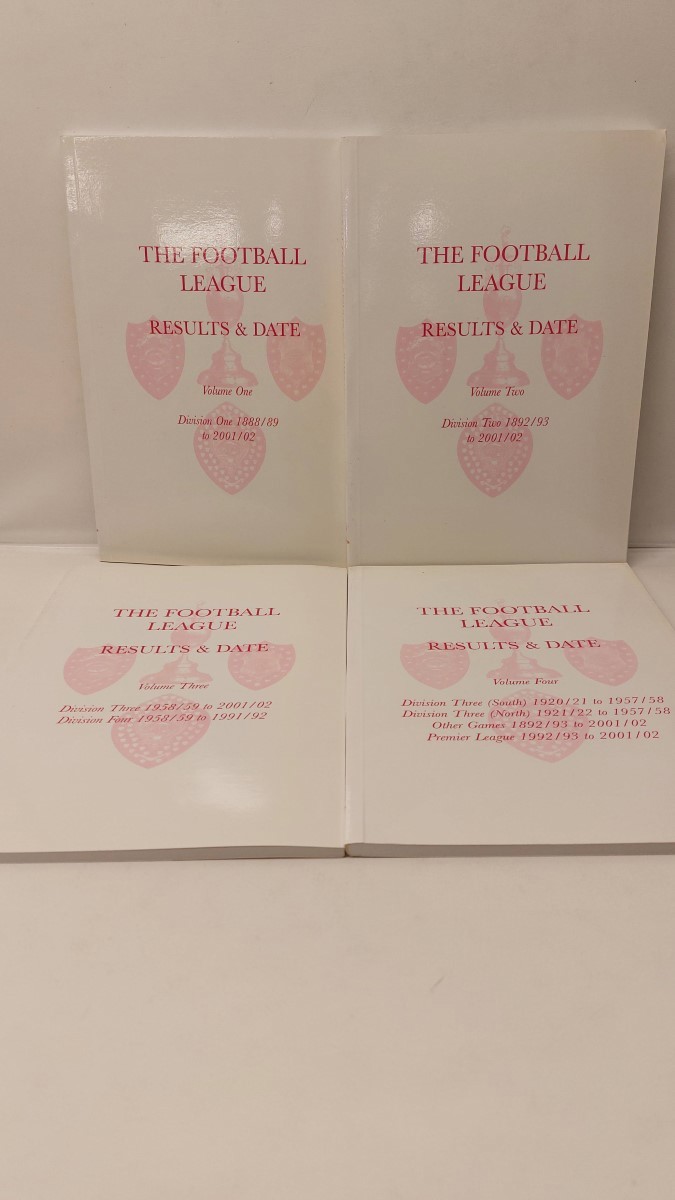 THE FOOTBALL
LEAGUE
RESULTS & DATE
Volume One
Division One 1888/89
to 2001/02
THE FOOTBALL
LEAGUE
RESULTS & DATE
Volume Two
Division Two 1892/93
to 2001/02
THE FOOTBALL
LEAGUE
RESULTS & DATE
Volume Three
Division Three 1958/59 to 2001/02
Division Four 1958/59 to 1991/92
THE FOOTBALL
LEAGUE
RESULTS & DATE
Volume Four
Division Three (South) 1920/21 to 1957/58
Division Three (North) 1921/22 to 1957/58
Other Games 1892/93 to 2001/02
Premier League 1992/93 to 2001/02